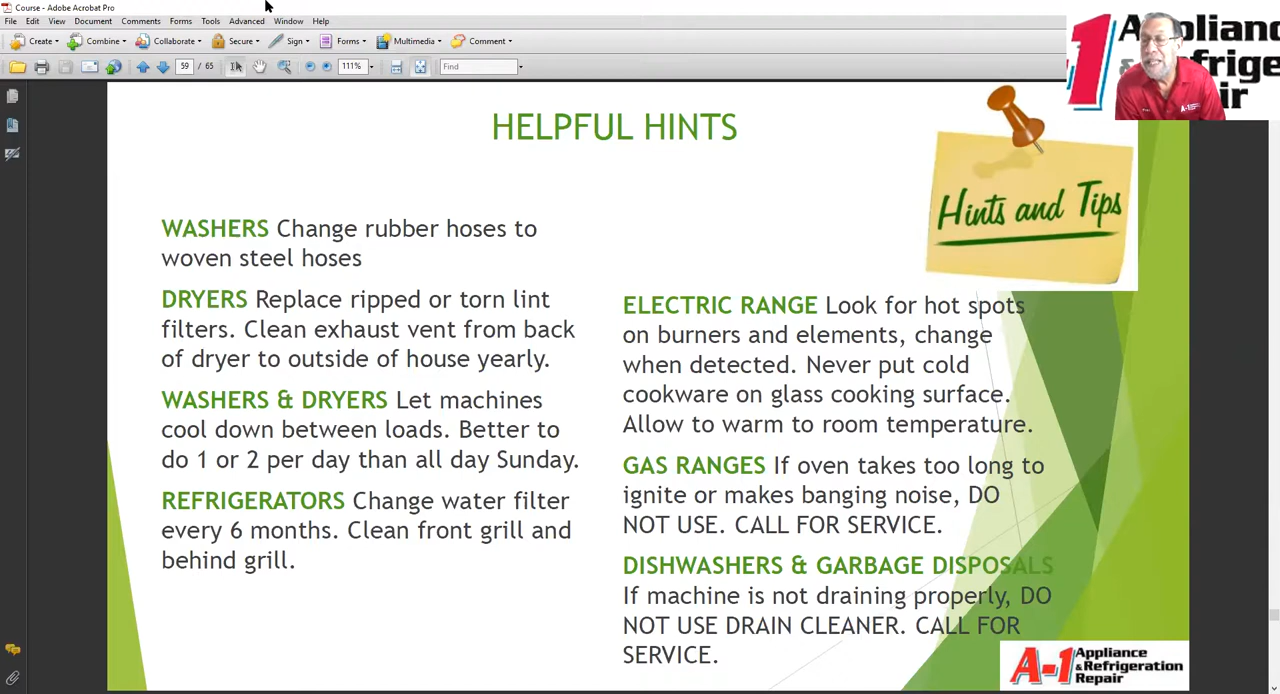 Course - Adobe Acrobat Pro
File Edit View Document Comments Forms Tools Advanced Window Help
Create Combine Collaborate Secure Sign Forms Multimedia Comment
59 / 65 111% Find
A-1
HELPFUL HINTS
Hints and Tips
WASHERS Change rubber hoses to
woven steel hoses
DRYERS Replace ripped or torn lint
filters. Clean exhaust vent from back
of dryer to outside of house yearly.
WASHERS & DRYERS Let machines
cool down between loads. Better to
do 1 or 2 per day than all day Sunday.
REFRIGERATORS Change water filter
every 6 months. Clean front grill and
behind grill.
ELECTRIC RANGE Look for hot spots
on burners and elements, change
when detected. Never put cold
cookware on glass cooking surface.
Allow to warm to room temperature.
GAS RANGES If oven takes too long to
ignite or makes banging noise, DO
NOT USE. CALL FOR SERVICE.
DISHWASHERS & GARBAGE DISPOSALS
If machine is not draining properly, DO
NOT USE DRAIN CLEANER. CALL FOR
SERVICE.
A-1 Appliance
& Refrigeration
Repair